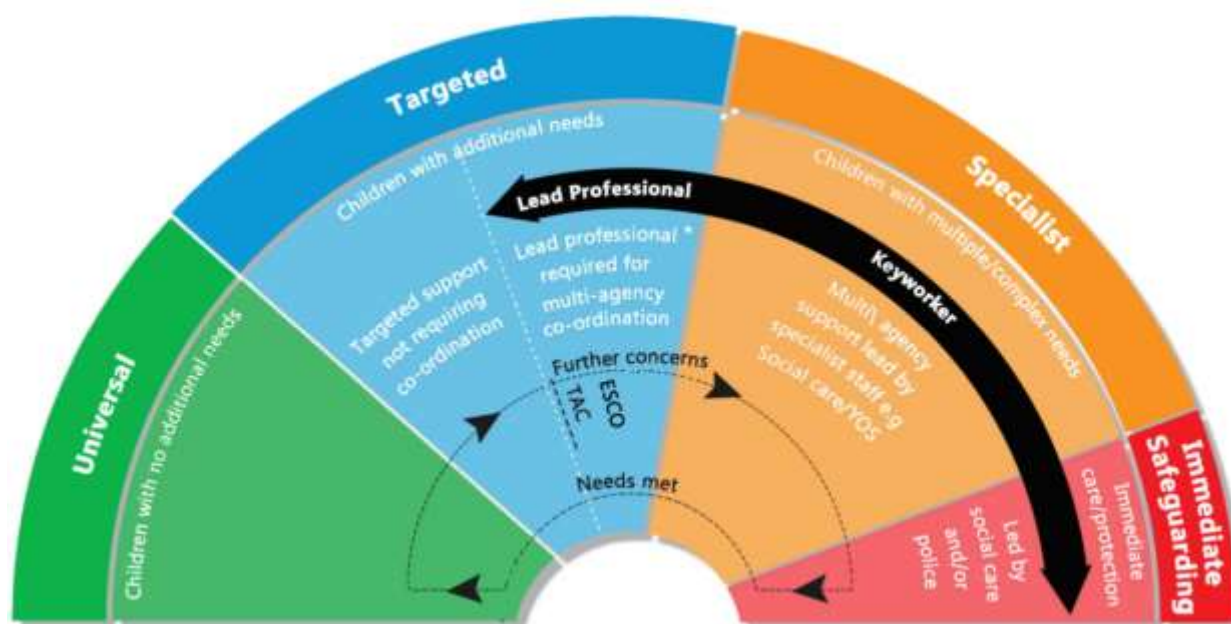 Universal
Children with no additional needs
Targeted
Children with additional needs
Targeted support
not requiring
co-ordination
Lead professional *
required for
multi-agency
co-ordination
Lead Professional
Keyworker
Specialist
Children with multiple/complex needs
Multi\ agency
support lead by
specialist staff e.g
Social care/YOS
Immediate
Safeguarding
Immediate
care/protection
Led by
social care
and/or
police
Further concerns
ESCO
TAC
Needs met